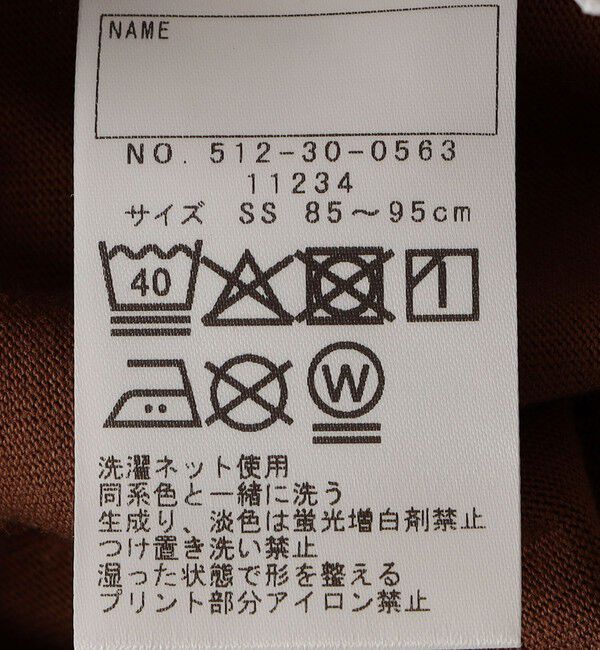 NAME
NO. 512-30-0563
11234
サイズ SS 85～95cm
40
W
洗濯ネット使用
同系色と一緒に洗う
生成り、淡色は蛍光増白剤禁止
つけ置き洗い禁止
湿った状態で形を整える
プリント部分アイロン禁止